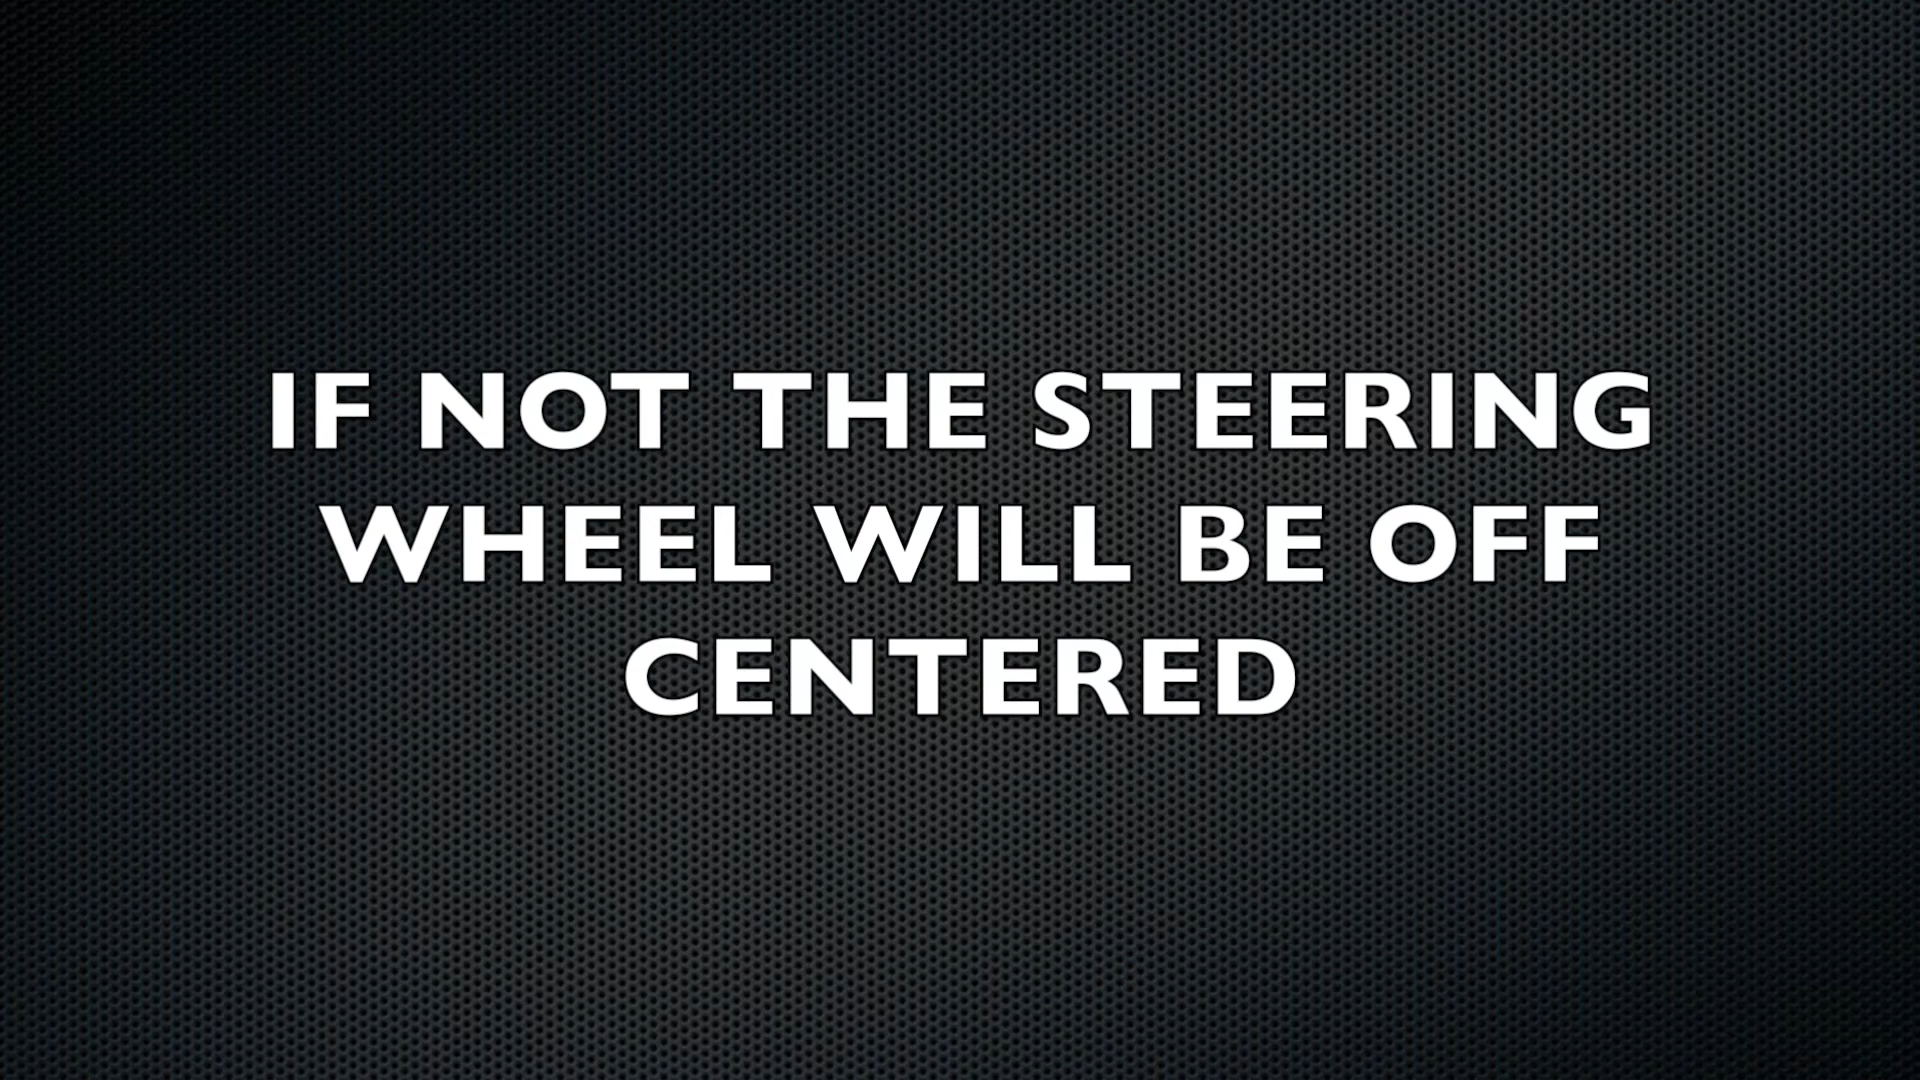 IF NOT THE STEERING
WHEEL WILL BE OFF
CENTERED